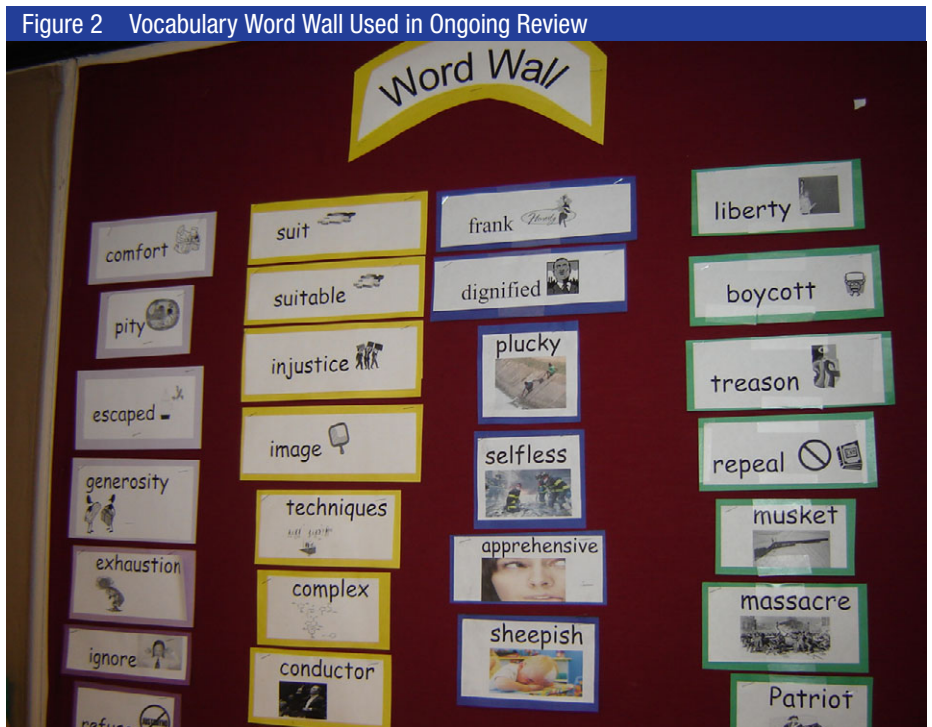 Figure 2 Vocabulary Word Wall Used in Ongoing Review
Word Wall
comfort
pity
escaped
generosity
exhaustion
ignore
suit
suitable
injustice
image
techniques
complex
conductor
frank
Howdy
dignified
plucky
selfless
apprehensive
sheepish
liberty
boycott
treason
repeal
musket
massacre
Patriot